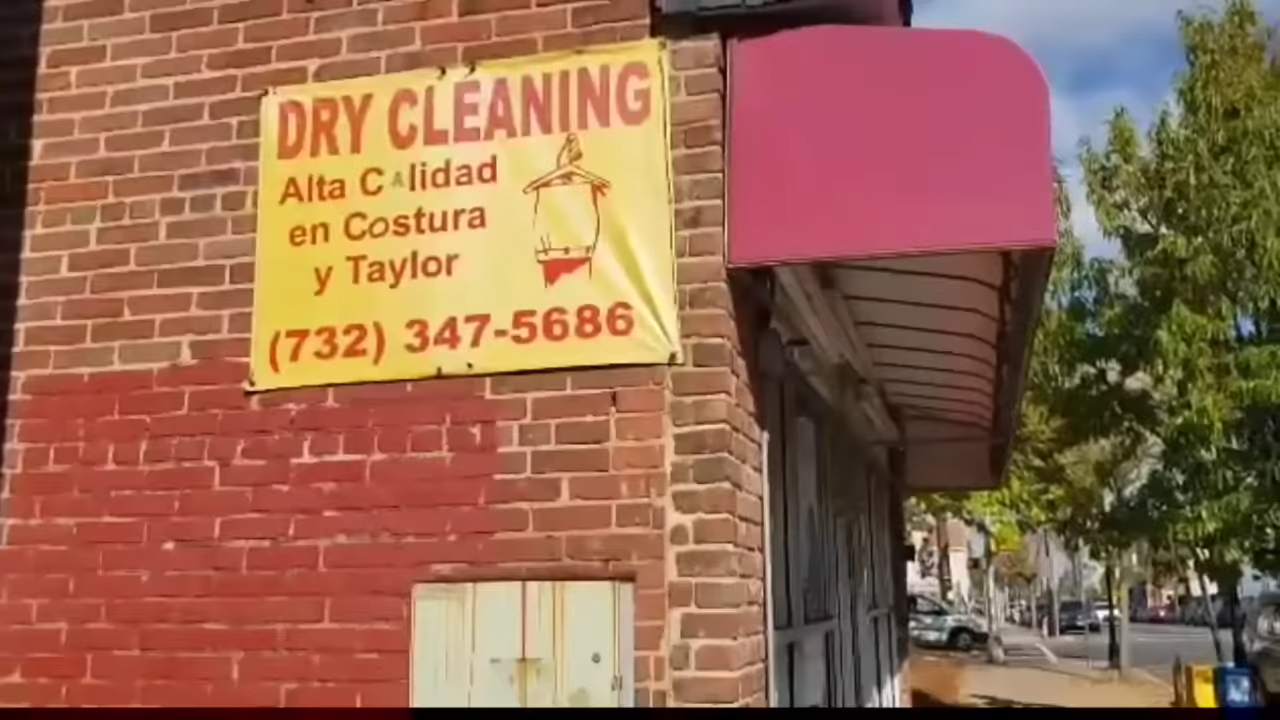 DRY CLEANING
Alta CAlidad
en Costura
y Taylor
(732) 347-5686